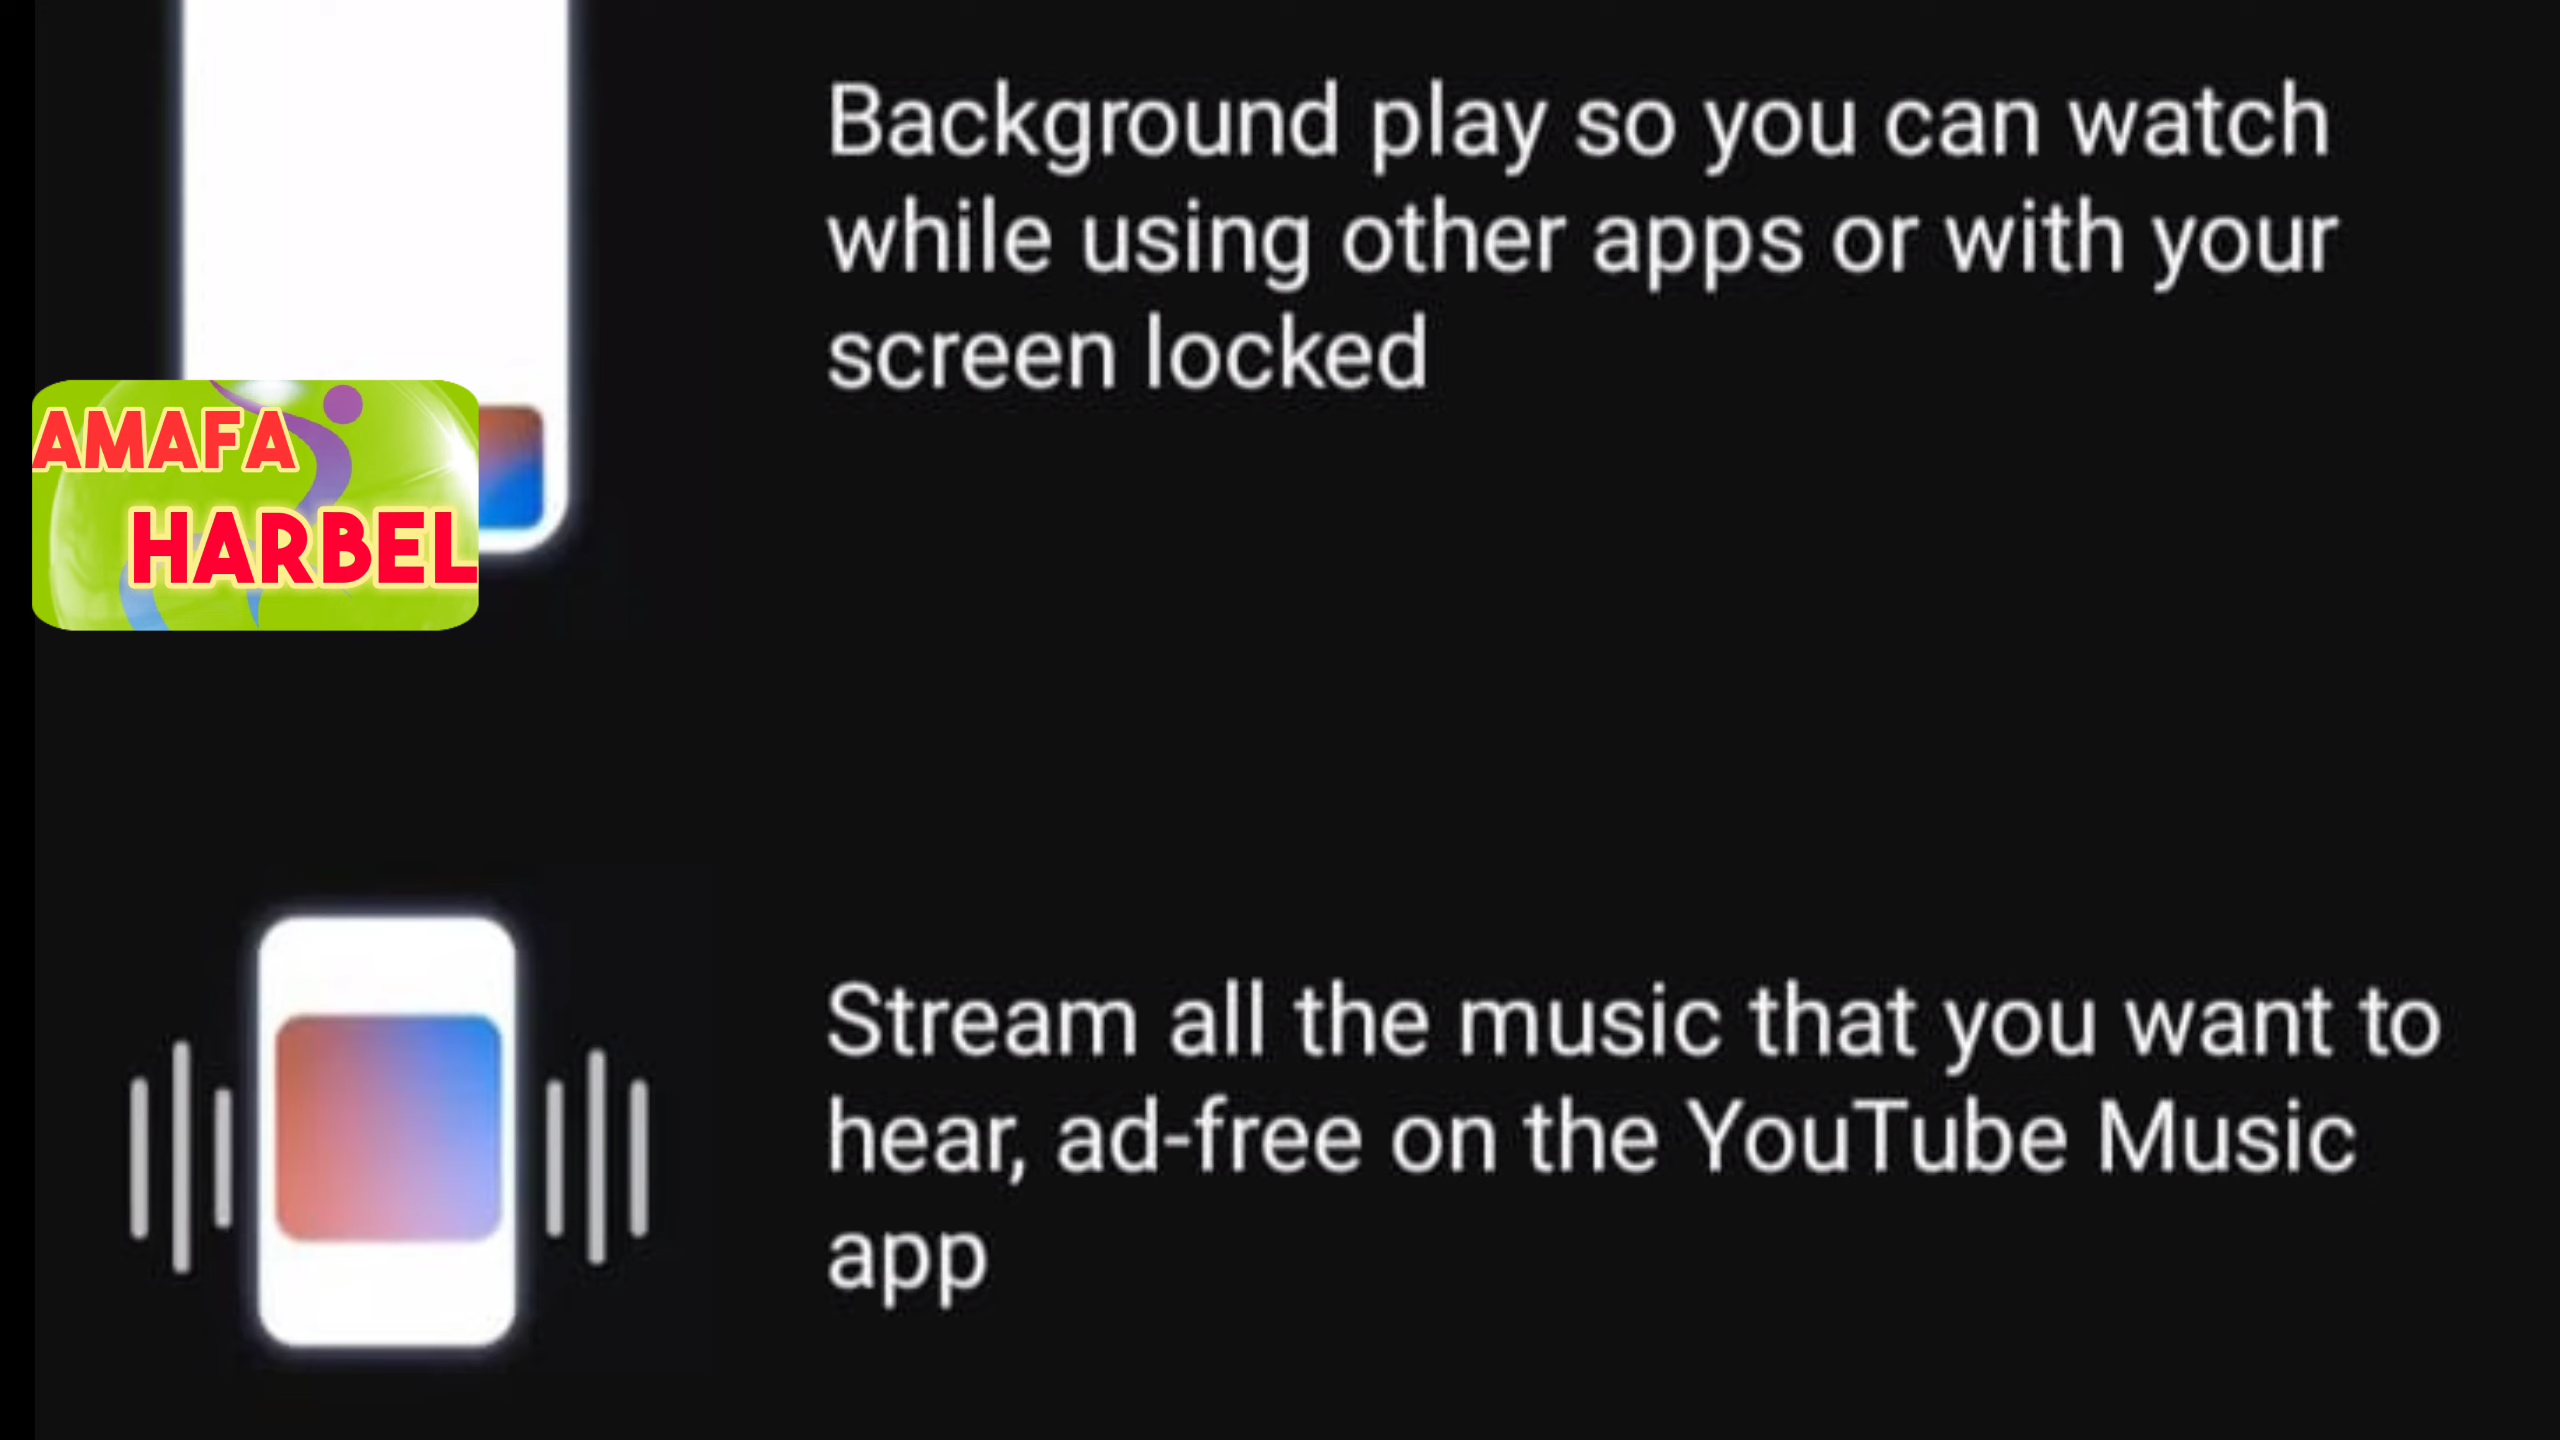 Background play so you can watch
while using other apps or with your
screen locked
AMAFA
HARBEL
Stream all the music that you want to
hear, ad-free on the YouTube Music
app